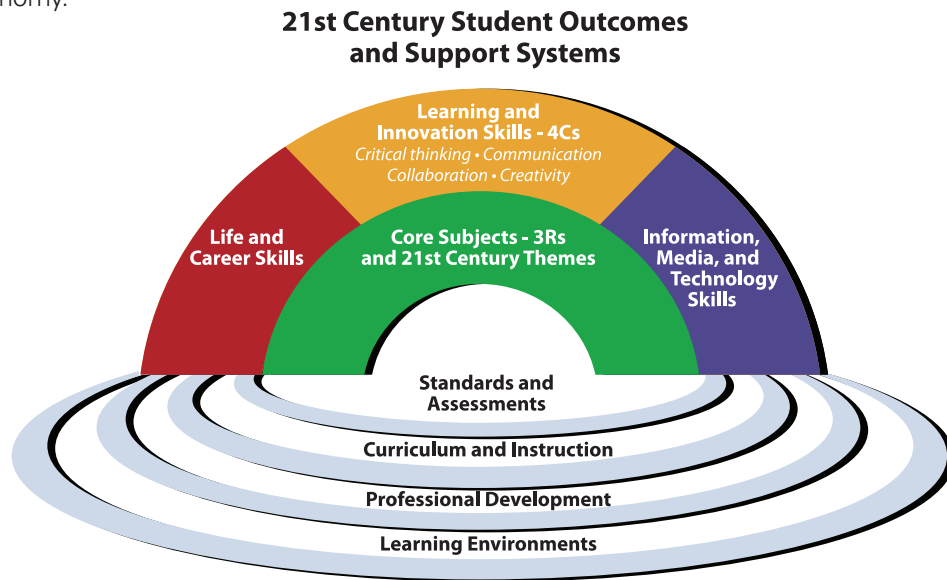 nomy.
21st Century Student Outcomes
and Support Systems
Learning and
Innovation Skills - 4Cs
Critical thinking • Communication
Collaboration • Creativity
Life and
Career Skills
Core Subjects - 3Rs
and 21st Century Themes
Information,
Media, and
Technology
Skills
Standards and
Assessments
Curriculum and Instruction
Professional Development
Learning Environments